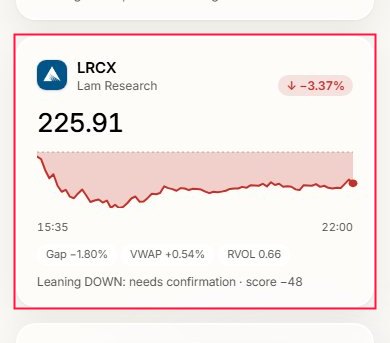 LRCX
Lam Research
↓ −3.37%
225.91
15:35 22:00
Gap −1.80% VWAP +0.54% RVOL 0.66
Leaning DOWN: needs confirmation · score −48